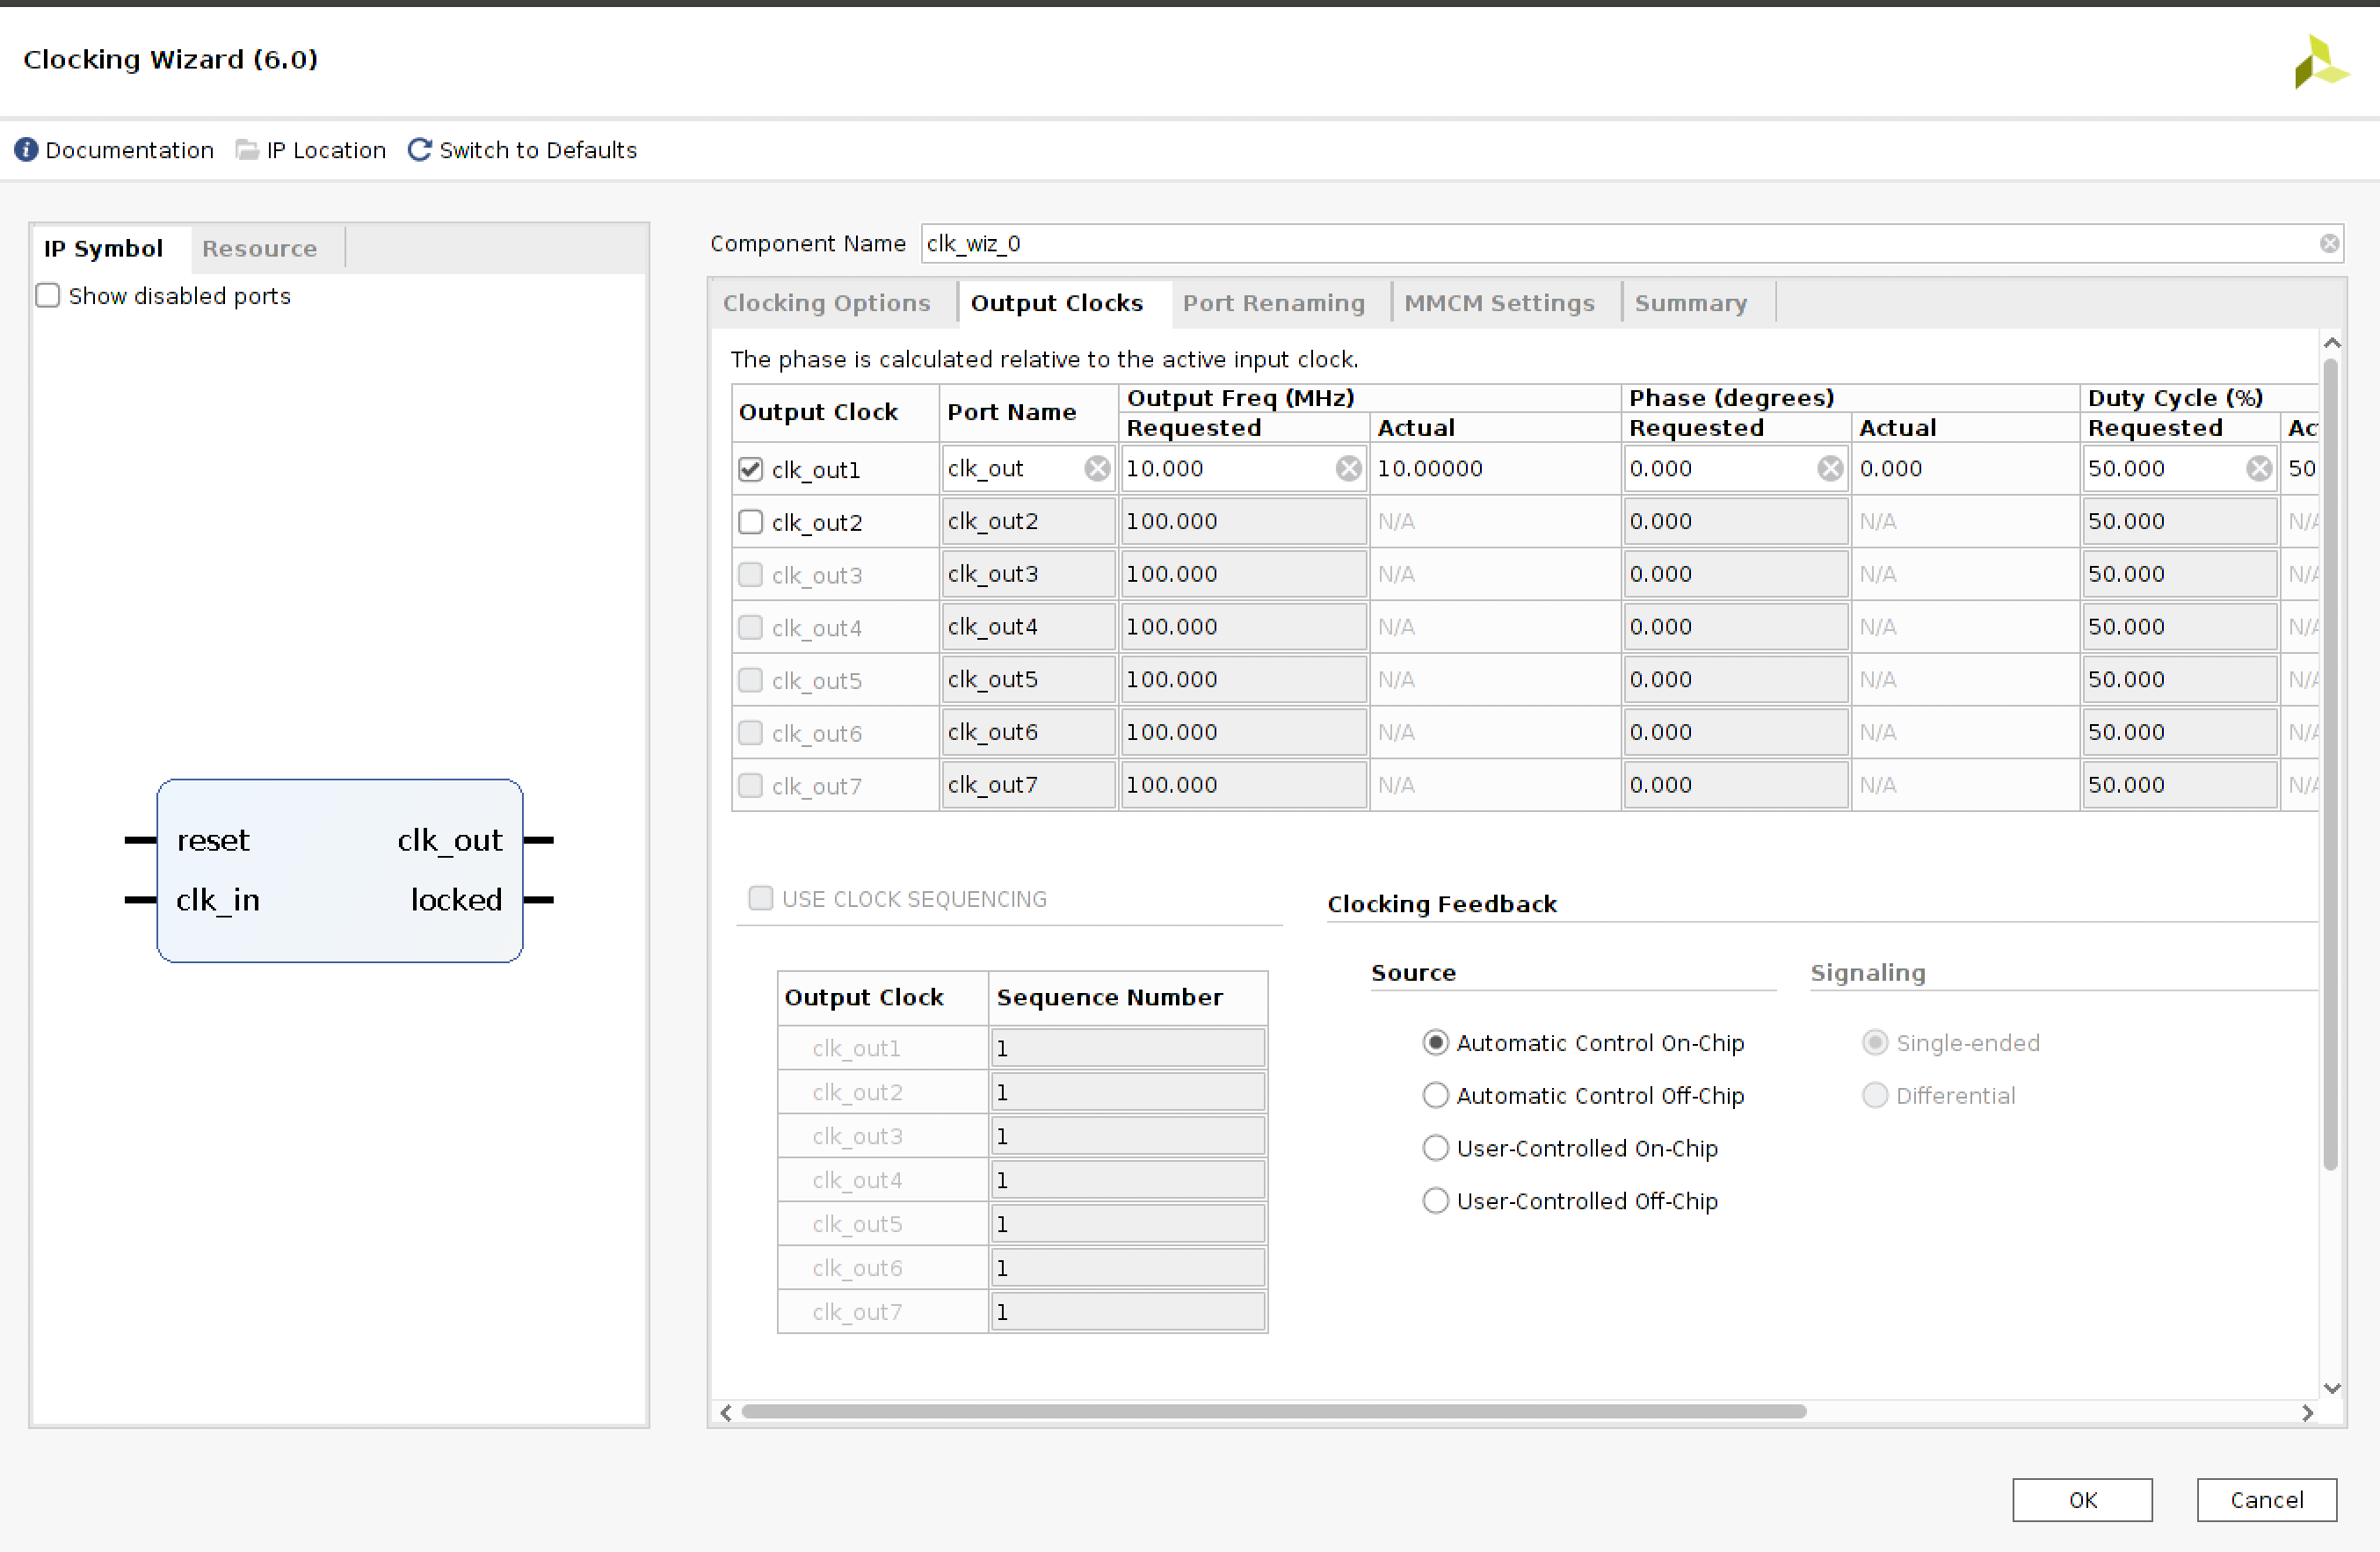 Clocking Wizard (6.0)
Documentation IP Location Switch to Defaults
IP Symbol Resource
Show disabled ports
reset clk_out
clk_in locked
Component Name clk_wiz_0
Clocking Options Output Clocks Port Renaming MMCM Settings Summary
The phase is calculated relative to the active input clock.
Output Clock Port Name Output Freq (MHz) Phase (degrees) Duty Cycle (%)
Requested Actual Requested Actual Requested
clk_out1 clk_out 10.000 10.00000 0.000 0.000 50.000 50
clk_out2 clk_out2 100.000 N/A 0.000 N/A 50.000 N/A
clk_out3 clk_out3 100.000 N/A 0.000 N/A 50.000 N/A
clk_out4 clk_out4 100.000 N/A 0.000 N/A 50.000 N/A
clk_out5 clk_out5 100.000 N/A 0.000 N/A 50.000 N/A
clk_out6 clk_out6 100.000 N/A 0.000 N/A 50.000 N/A
clk_out7 clk_out7 100.000 N/A 0.000 N/A 50.000 N/A
USE CLOCK SEQUENCING
Output Clock Sequence Number
clk_out1 1
clk_out2 1
clk_out3 1
clk_out4 1
clk_out5 1
clk_out6 1
clk_out7 1
Clocking Feedback
Source Signaling
Automatic Control On-Chip Single-ended
Automatic Control Off-Chip Differential
User-Controlled On-Chip
User-Controlled Off-Chip
OK Cancel